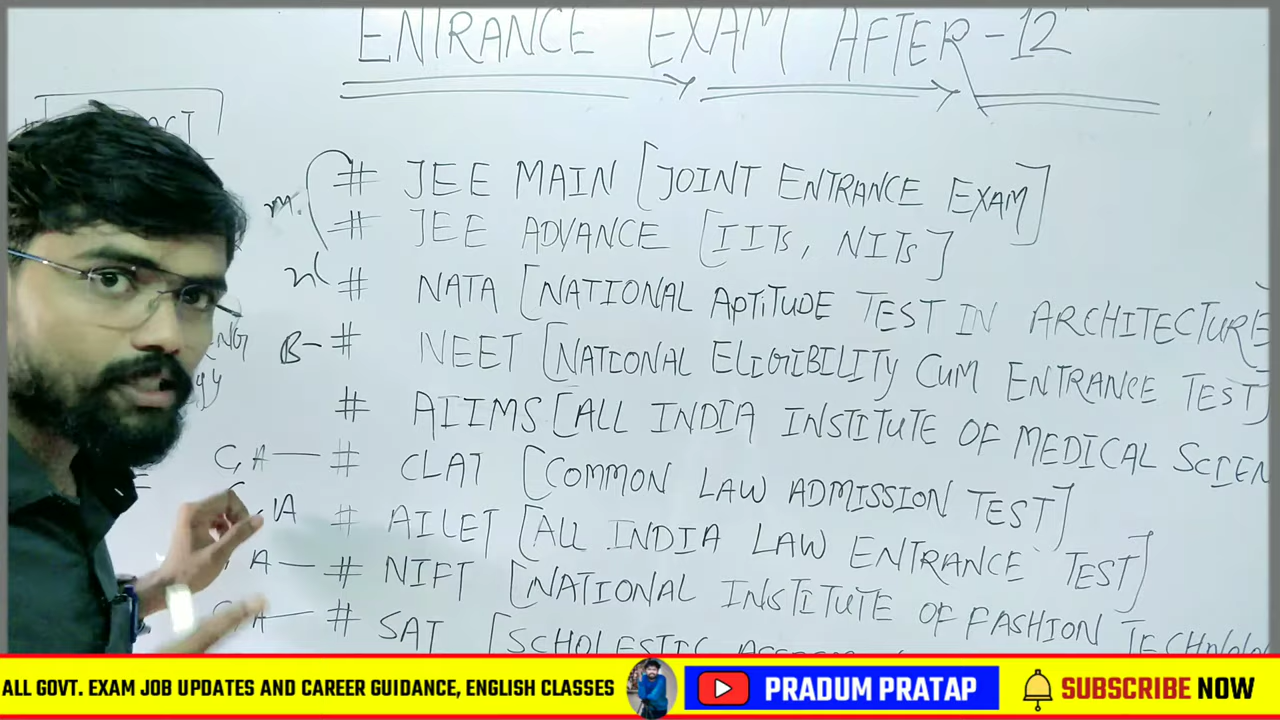 ENTRANCE EXAM AFTER-12
# JEE MAIN [JOINT ENTRANCE EXAM]
# JEE ADVANCE [IITs, NITs]
# NATA [NATIONAL APTITUDE TEST IN ARCHITECTURE
B-# NEET [NATIONAL ELIGIBILITY CUM ENTRANCE TEST]
# AIIMS [ALL INDIA INSTITUTE OF MEDICAL SCIEN
C, A—# CLAT [COMMON LAW ADMISSION TEST]
A # AILET [ALL INDIA LAW ENTRANCE TEST]
A—# NIFT [NATIONAL INSTITUTE OF FASHION TECHNOLO
A—# SAT [SCHOLESTIC
ALL GOVT. EXAM JOB UPDATES AND CAREER GUIDANCE, ENGLISH CLASSES
PRADUM PRATAP
SUBSCRIBE NOW